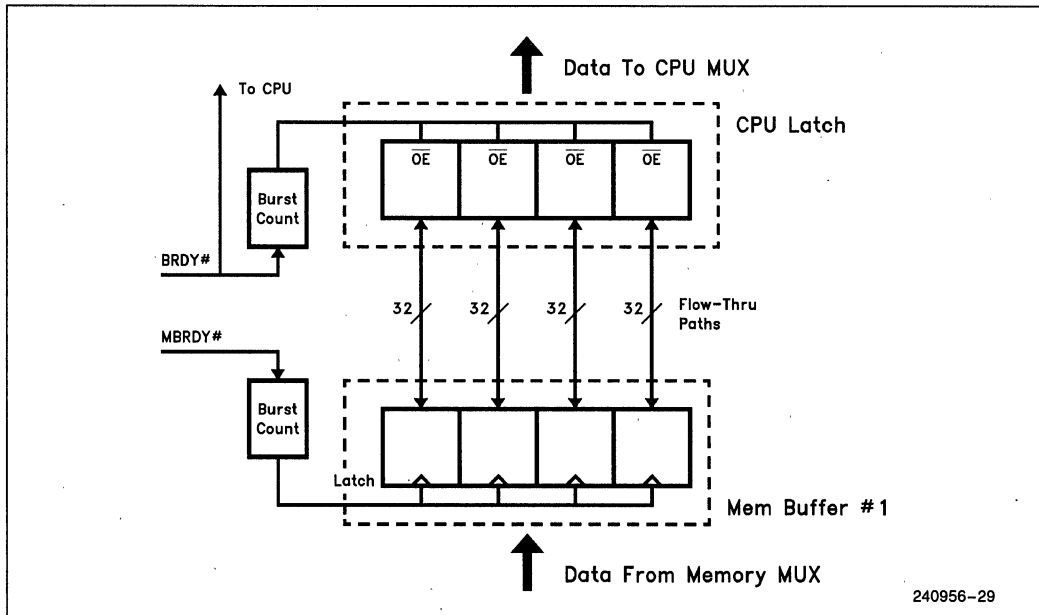 Data To CPU MUX
To CPU
CPU Latch
OE OE OE OE
Burst
Count
BRDY#
32 32 32 32 Flow-Thru
Paths
MBRDY#
Burst
Count
Latch
Mem Buffer #1
Data From Memory MUX
240956-29